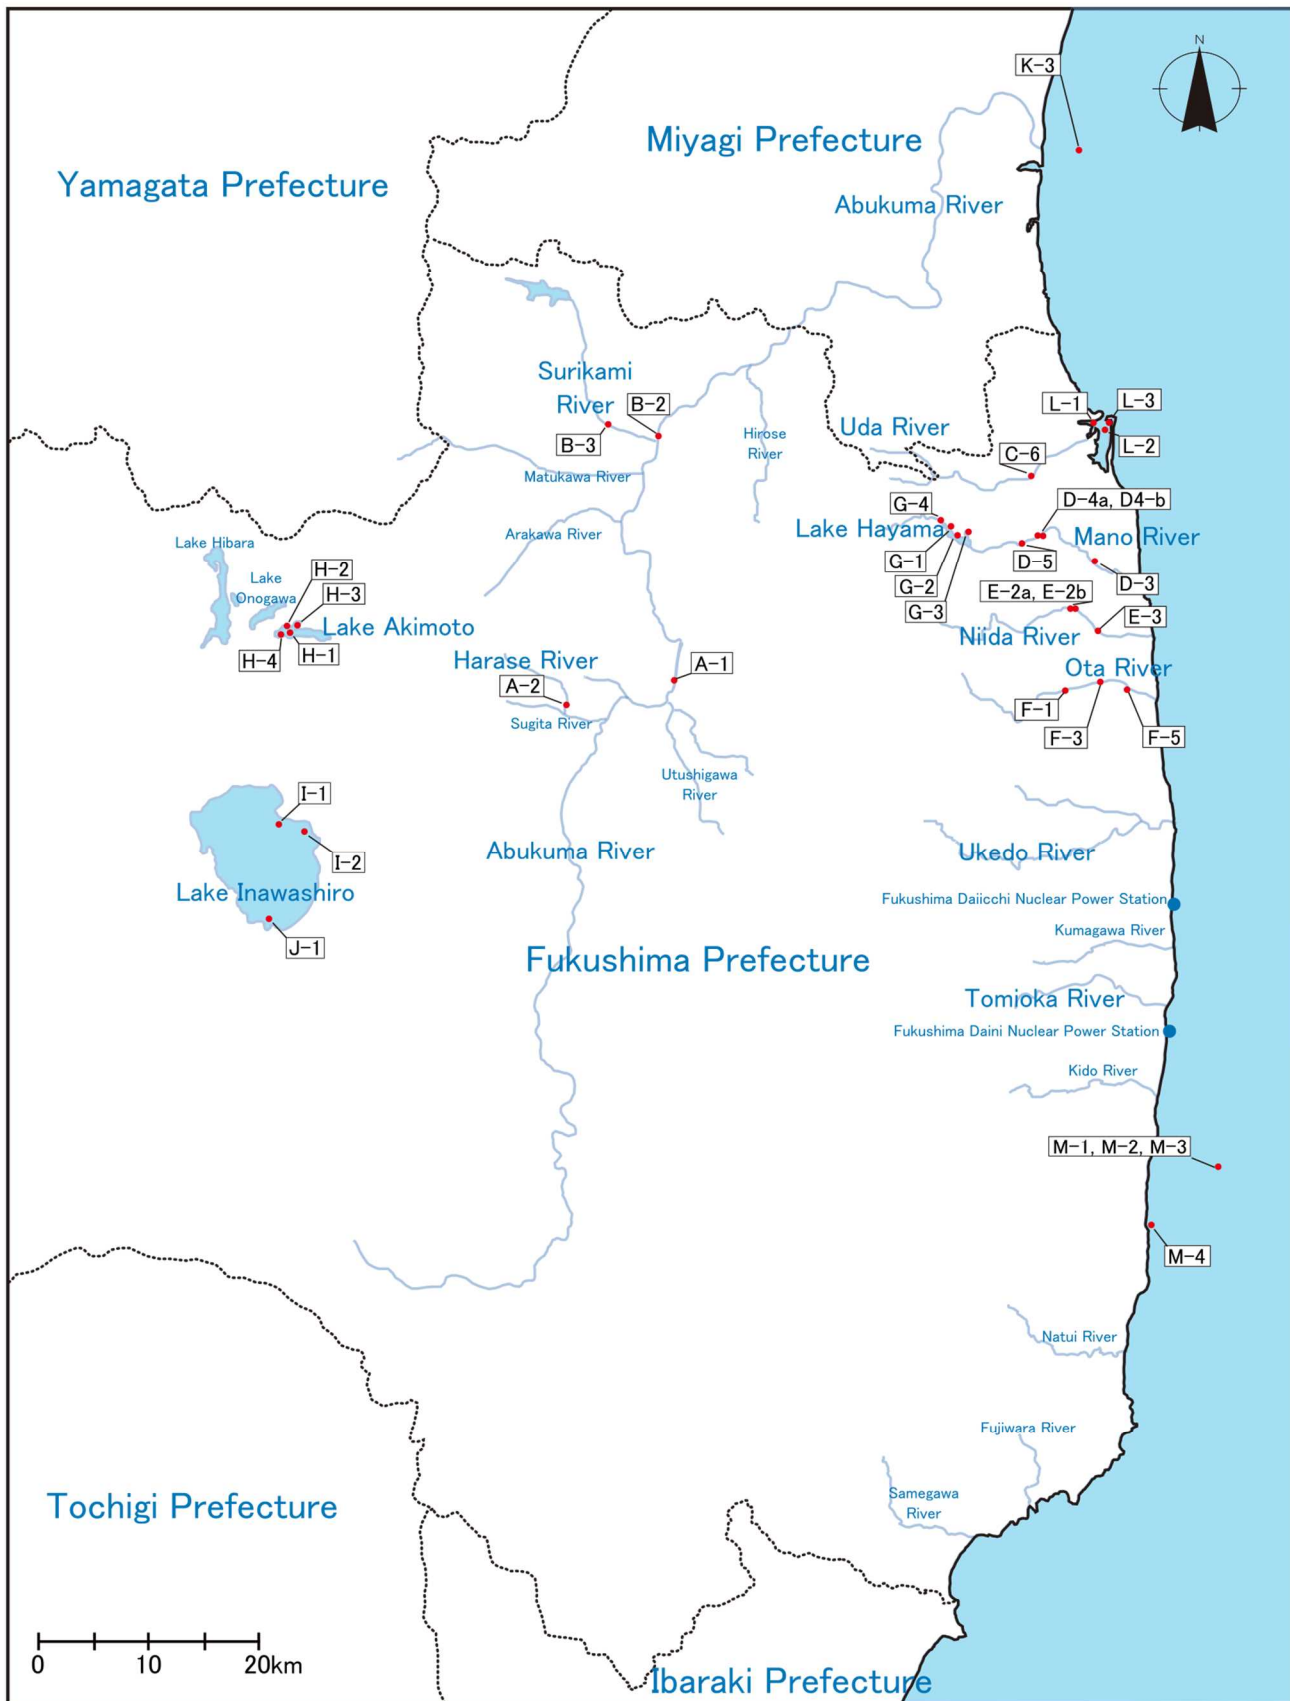 N
K-3
Miyagi Prefecture
Yamagata Prefecture
Abukuma River
Surikami
River
B-2
B-3
Hirose
River
Matukawa River
Uda River
L-1
L-3
L-2
C-6
D-4a, D4-b
G-4
Lake Hayama
Mano River
Arakawa River
G-1
D-5
G-2
D-3
G-3
E-2a, E-2b
Niida River
E-3
Lake Hibara
Lake
Onogawa
H-2
H-3
Lake Akimoto
H-4
H-1
Harase River
A-1
A-2
Sugita River
Ota River
F-1
F-3
F-5
Utushigawa
River
I-1
I-2
Lake Inawashiro
J-1
Abukuma River
Ukedo River
Fukushima Daiicchi Nuclear Power Station
Kumagawa River
Fukushima Prefecture
Tomioka River
Fukushima Daini Nuclear Power Station
Kido River
M-1, M-2, M-3
M-4
Natui River
Fujiwara River
Samegawa
River
Tochigi Prefecture
0 10 20km
Ibaraki Prefecture